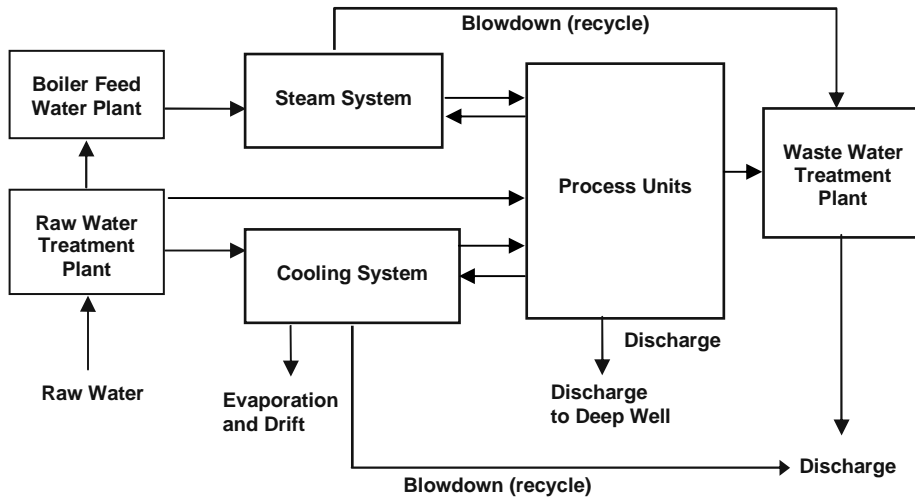 Blowdown (recycle)
Boiler Feed
Water Plant
Steam System
Process Units
Waste Water
Treatment
Plant
Raw Water
Treatment
Plant
Cooling System
Raw Water
Evaporation
and Drift
Discharge
Discharge
to Deep Well
Discharge
Blowdown (recycle)